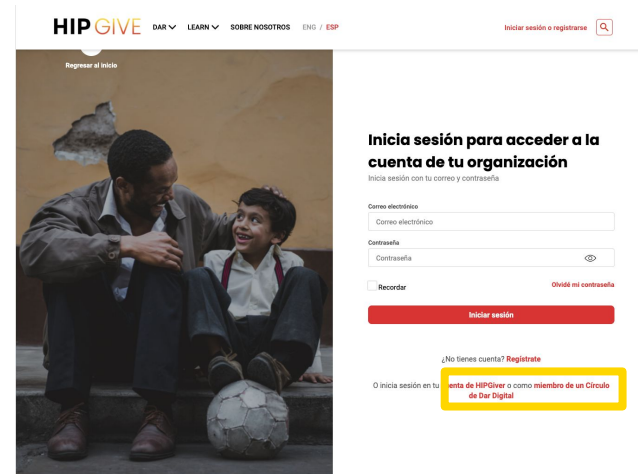 HIPGIVE DAR LEARN SOBRE NOSOTROS ENG / ESP Iniciar sesión o registrarse
Regresar al inicio
Inicia sesión para acceder a la
cuenta de tu organización
Inicia sesión con tu correo y contraseña
Correo electrónico
Correo electrónico
Contraseña
Contraseña
Recordar Olvidé mi contraseña
Iniciar sesión
¿No tienes cuenta? Regístrate
O inicia sesión en tu enta de HIPGiver o como miembro de un Círculo
de Dar Digital